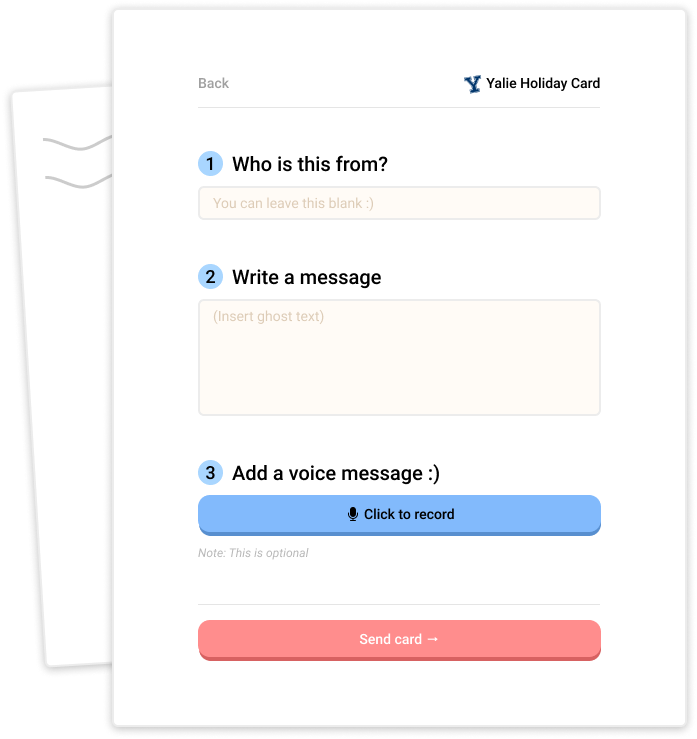 Back
Y Yalie Holiday Card
1 Who is this from?
You can leave this blank :)
2 Write a message
(Insert ghost text)
3 Add a voice message :)
Click to record
Note: This is optional
Send card →